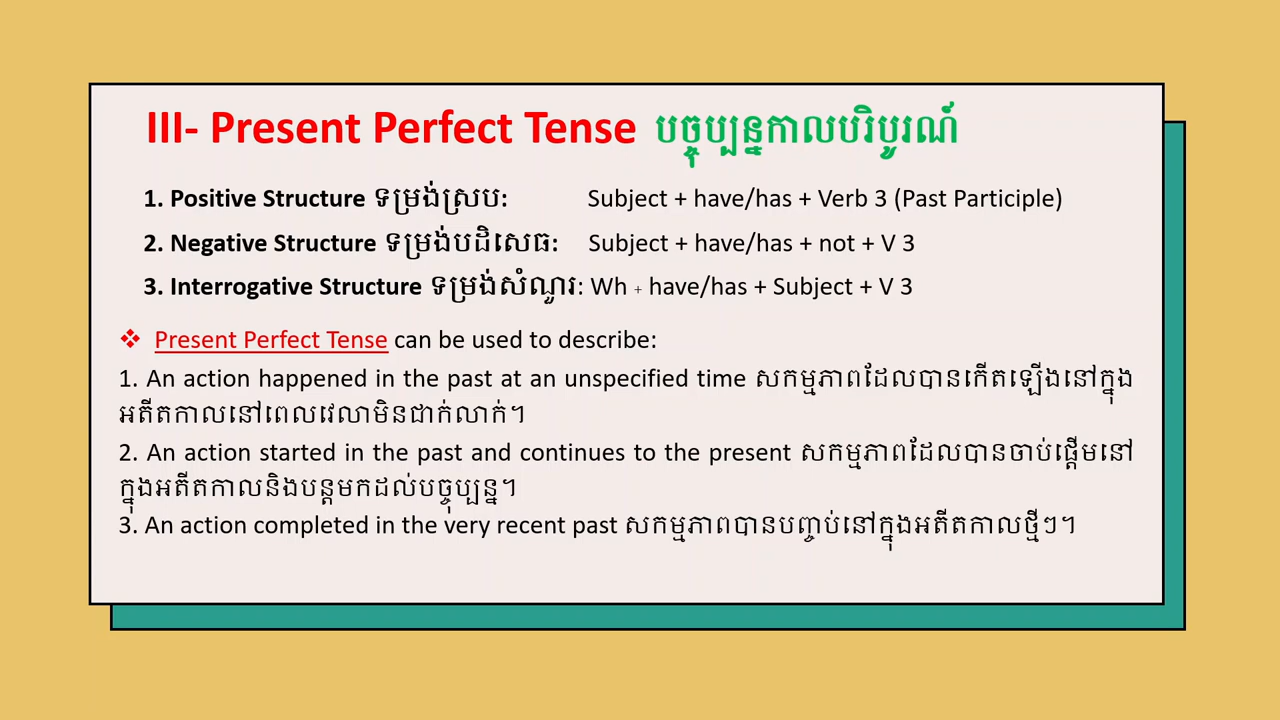 III- Present Perfect Tense បច្ចុប្បន្នកាលបរិបូរណ៍
1. Positive Structure ទម្រង់ស្រប: Subject + have/has + Verb 3 (Past Participle)
2. Negative Structure ទម្រង់បដិសេធ: Subject + have/has + not + V 3
3. Interrogative Structure ទម្រង់សំណួរ: Wh + have/has + Subject + V 3
❖ Present Perfect Tense can be used to describe:
1. An action happened in the past at an unspecified time សកម្មភាពដែលបានកើតឡើងនៅក្នុង
អតីតកាលនៅពេលវេលាមិនជាក់លាក់។
2. An action started in the past and continues to the present សកម្មភាពដែលបានចាប់ផ្តើមនៅ
ក្នុងអតីតកាលនិងបន្តមកដល់បច្ចុប្បន្ន។
3. An action completed in the very recent past សកម្មភាពបានបញ្ចប់នៅក្នុងអតីតកាលថ្មីៗ។